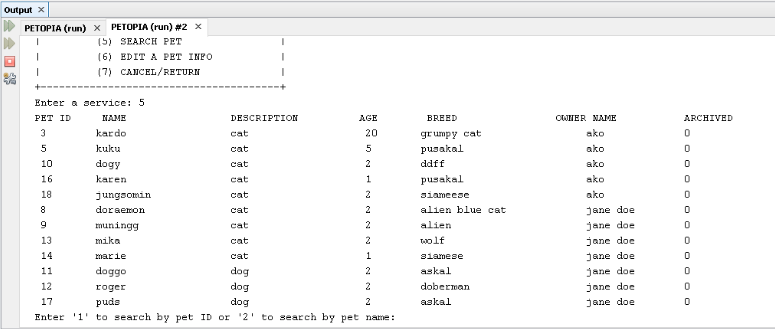 Output
PETOPIA (run) PETOPIA (run) #2
| (5) SEARCH PET |
| (6) EDIT A PET INFO |
| (7) CANCEL/RETURN |
+------------------------------------+
Enter a service: 5
PET ID NAME DESCRIPTION AGE BREED OWNER NAME ARCHIVED
3 kardo cat 20 grumpy cat ako 0
5 kuku cat 5 pusakal ako 0
10 dogy cat 2 ddff ako 0
16 karen cat 1 pusakal ako 0
18 jungsomin cat 2 siameese ako 0
8 doraemon cat 2 alien blue cat jane doe 0
9 muningg cat 2 alien jane doe 0
13 mika cat 2 wolf jane doe 0
14 marie cat 1 siamese jane doe 0
11 doggo dog 2 askal jane doe 0
12 roger dog 2 doberman jane doe 0
17 puds dog 2 askal jane doe 0
Enter '1' to search by pet ID or '2' to search by pet name: